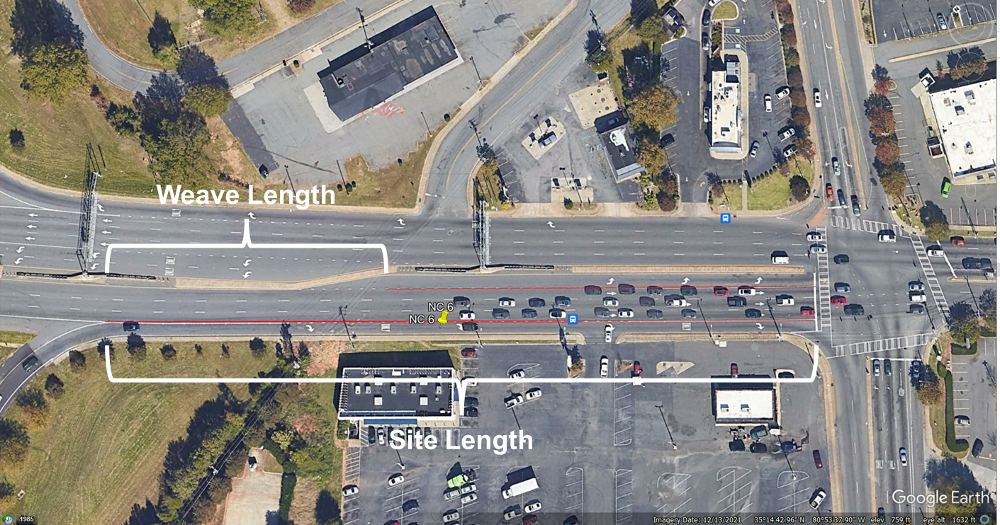 Weave Length
NC 6
NC 6
Site Length
Google Earth
1985
Imagery Date: 12/13/2021 35°14'42.96" N 80°53'37.90" W elev 759 ft eye alt 1632 ft